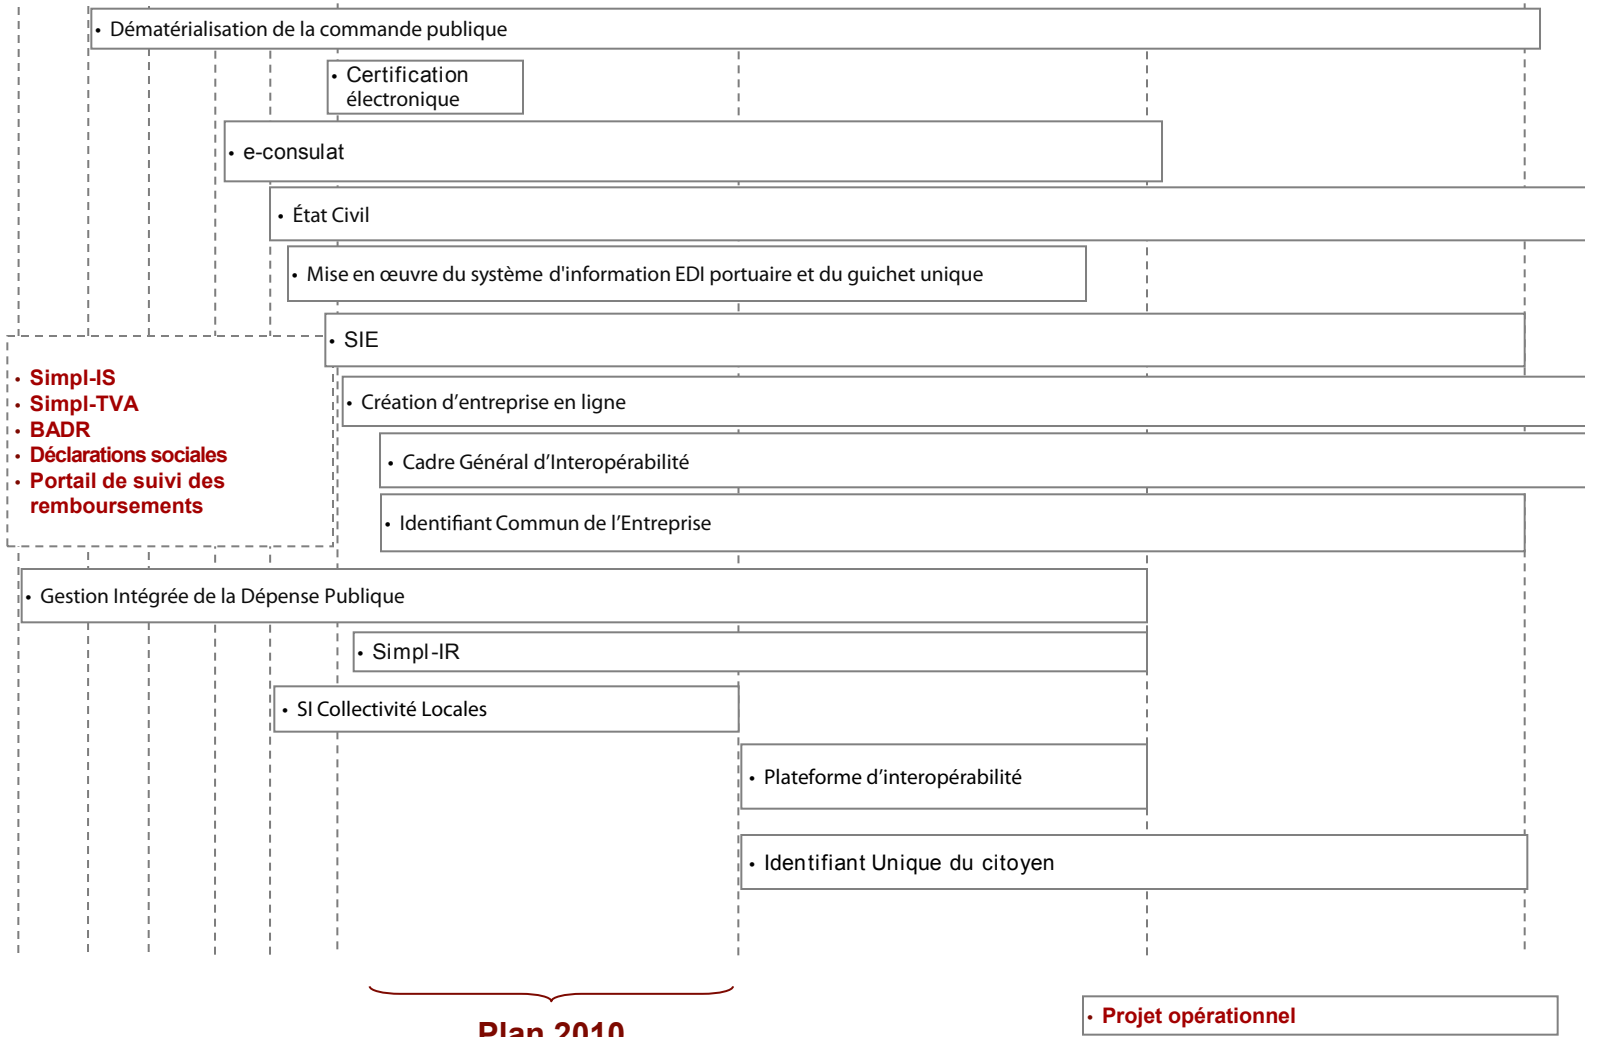 • Dématérialisation de la commande publique
• Certification
électronique
• e-consulat
• État Civil
• Mise en œuvre du système d'information EDI portuaire et du guichet unique
• SIE
• Simpl-IS
• Simpl-TVA
• BADR
• Déclarations sociales
• Portail de suivi des
remboursements
• Création d’entreprise en ligne
• Cadre Général d’Interopérabilité
• Identifiant Commun de l’Entreprise
• Gestion Intégrée de la Dépense Publique
• Simpl-IR
• SI Collectivité Locales
• Plateforme d’interopérabilité
• Identifiant Unique du citoyen
Plan 2010
• Projet opérationnel